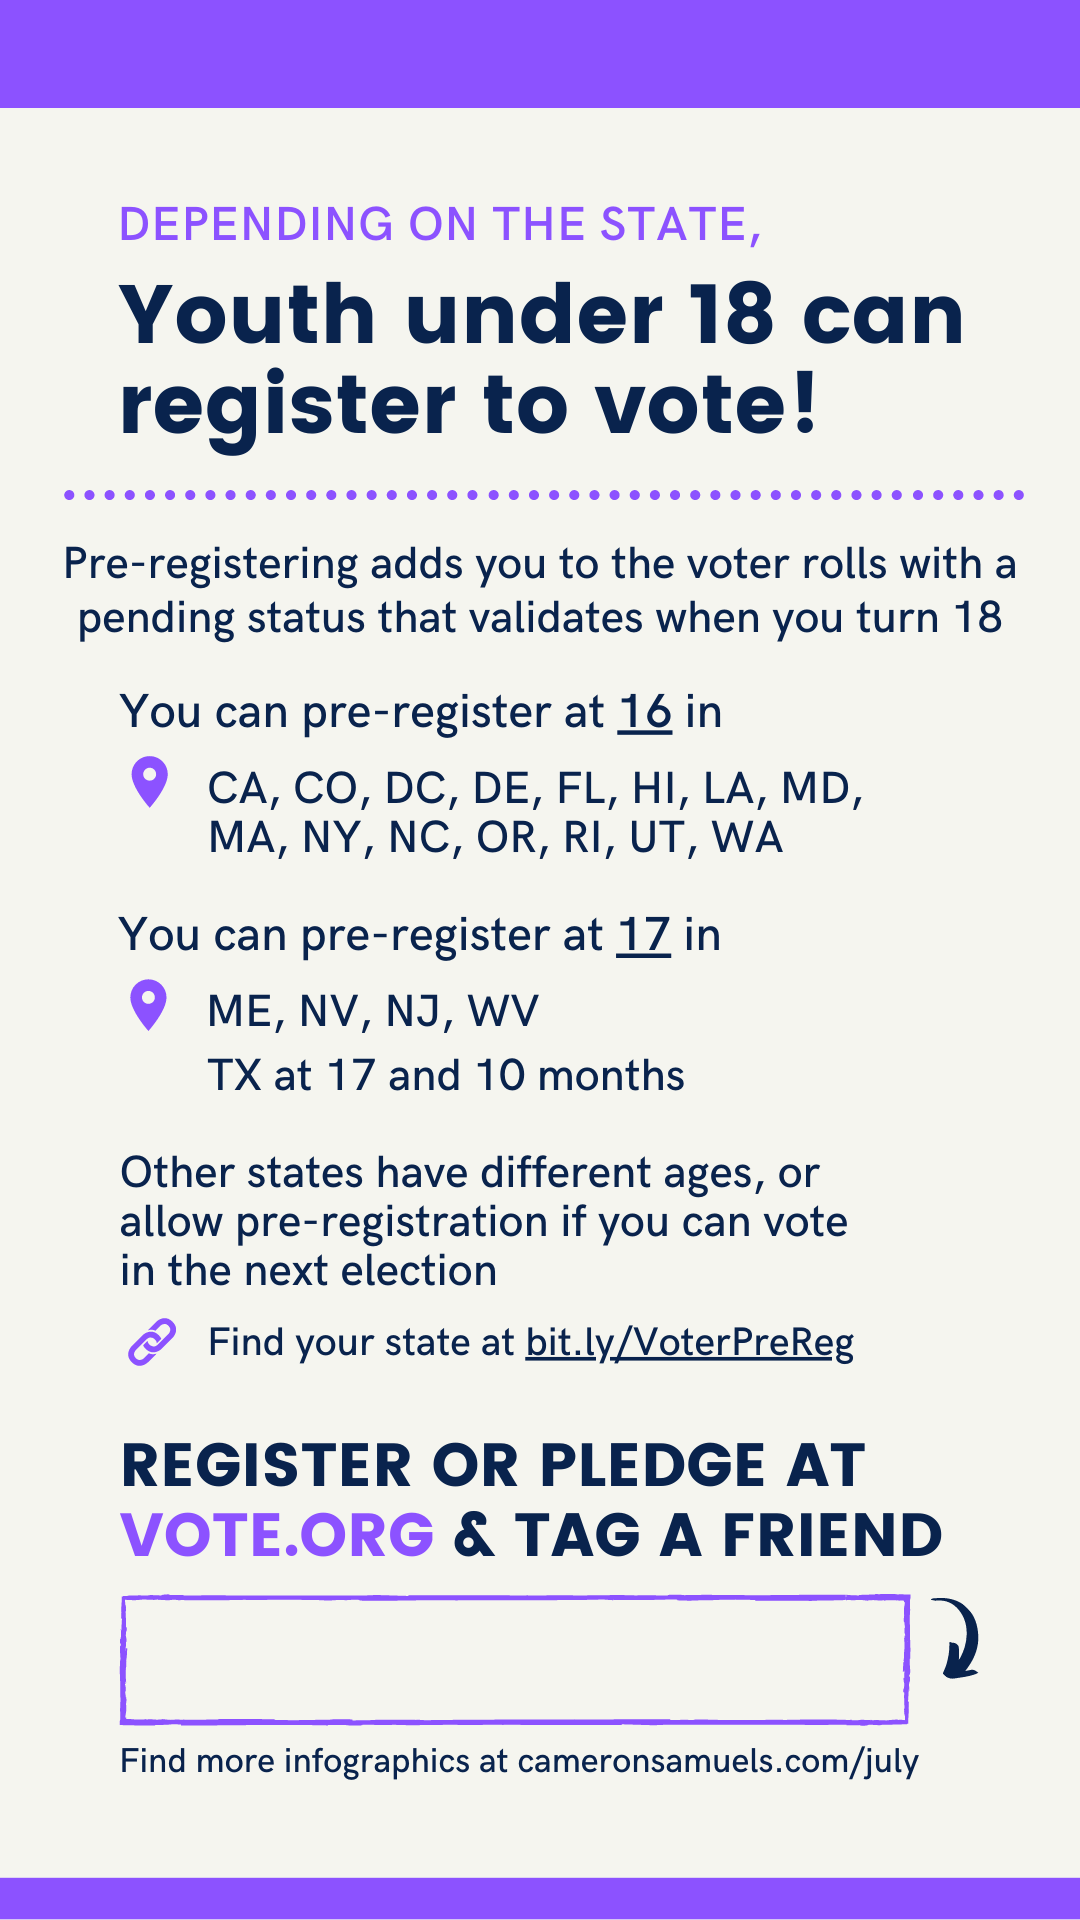 DEPENDING ON THE STATE,
Youth under 18 can
register to vote!
Pre-registering adds you to the voter rolls with a
pending status that validates when you turn 18
You can pre-register at 16 in
CA, CO, DC, DE, FL, HI, LA, MD,
MA, NY, NC, OR, RI, UT, WA
You can pre-register at 17 in
ME, NV, NJ, WV
TX at 17 and 10 months
Other states have different ages, or
allow pre-registration if you can vote
in the next election
Find your state at bit.ly/VoterPreReg
REGISTER OR PLEDGE AT
VOTE.ORG & TAG A FRIEND
Find more infographics at cameronsamuels.com/july